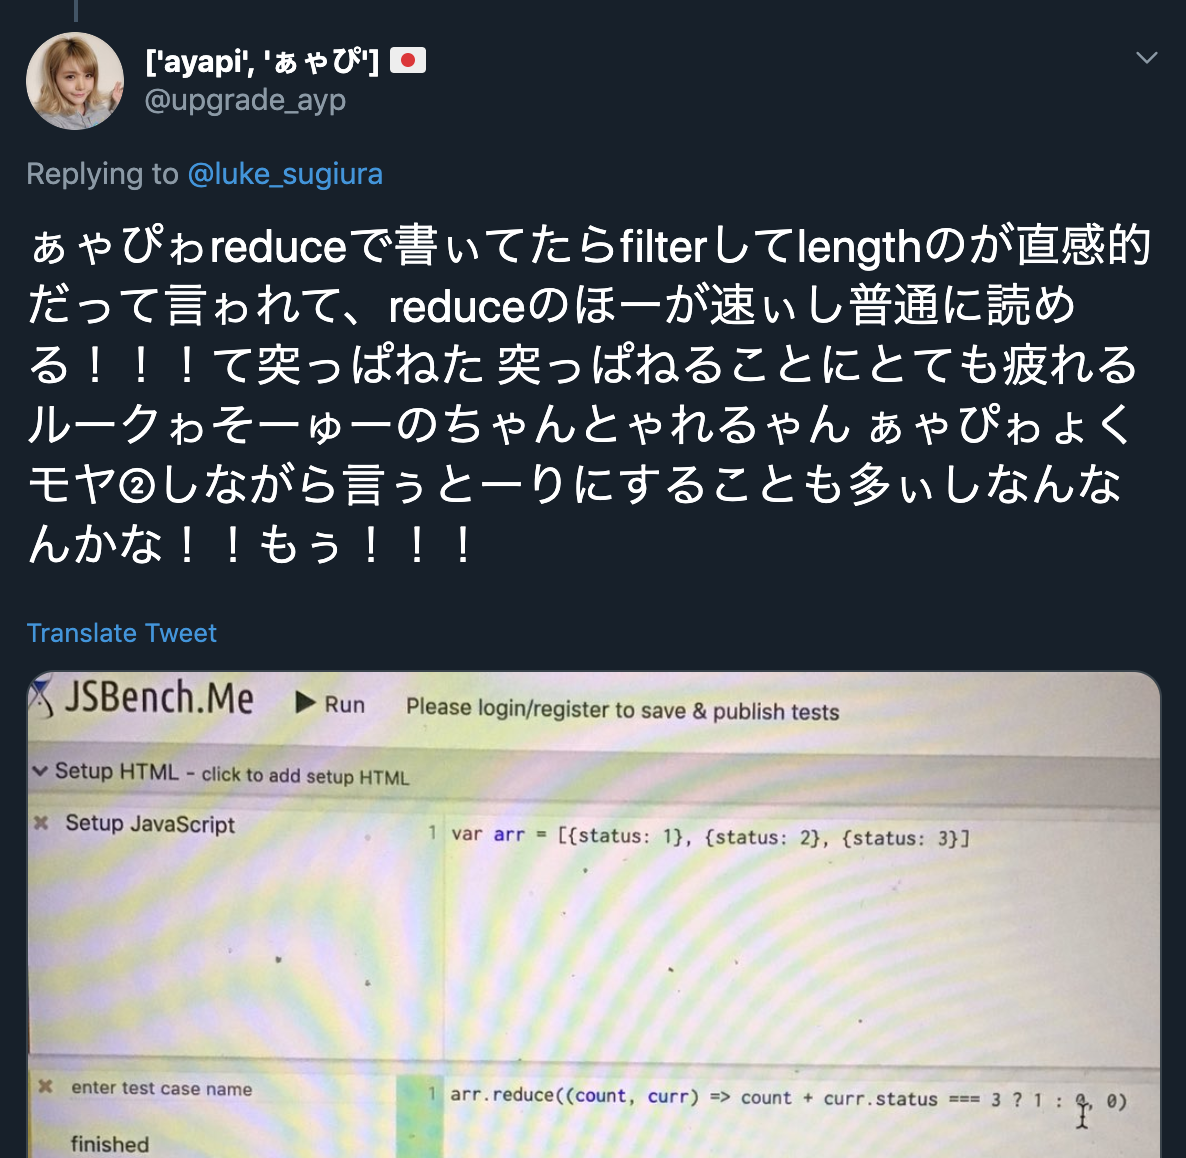 ['ayapi', 'ぁゃぴ'] 🇯🇵
@upgrade_ayp
Replying to @luke_sugiura
ぁゃぴゎreduceで書ぃてたらfilterしてlengthのが直感的
だって言ゎれて、reduceのほーが速ぃし普通に読め
る！！！て突っぱねた 突っぱねることにとても疲れる
ルークゎそーゅーのちゃんとゃれるゃん ぁゃぴゎょく
モヤ②しながら言ぅとーりにすることも多ぃしなんな
んかな！！もぅ！！！
Translate Tweet
JSBench.Me ▶ Run Please login/register to save & publish tests
Setup HTML - click to add setup HTML
Setup JavaScript
1 var arr = [{status: 1}, {status: 2}, {status: 3}]
enter test case name
1 arr.reduce((count, curr) => count + curr.status === 3 ? 1 : 0, 0)
finished